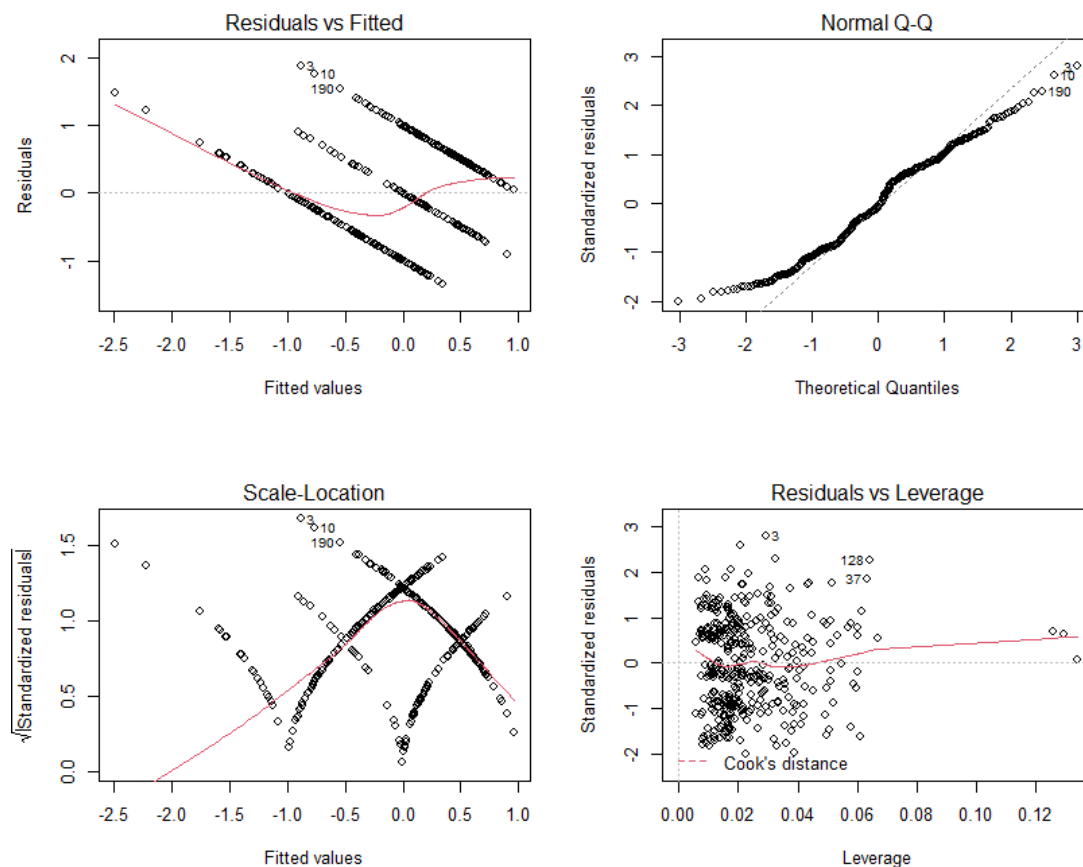 Residuals vs Fitted
Residuals
2
1
0
-1
3
10
190
-2.5 -2.0 -1.5 -1.0 -0.5 0.0 0.5 1.0
Fitted values
Normal Q-Q
Standardized residuals
3
2
1
0
-1
-2
3
10
190
-3 -2 -1 0 1 2 3
Theoretical Quantiles
Scale-Location
√|Standardized residuals|
1.5
1.0
0.5
0.0
3
10
190
-2.5 -2.0 -1.5 -1.0 -0.5 0.0 0.5 1.0
Fitted values
Residuals vs Leverage
Standardized residuals
3
2
1
0
-1
-2
3
128
37
Cook's distance
0.00 0.02 0.04 0.06 0.08 0.10 0.12
Leverage